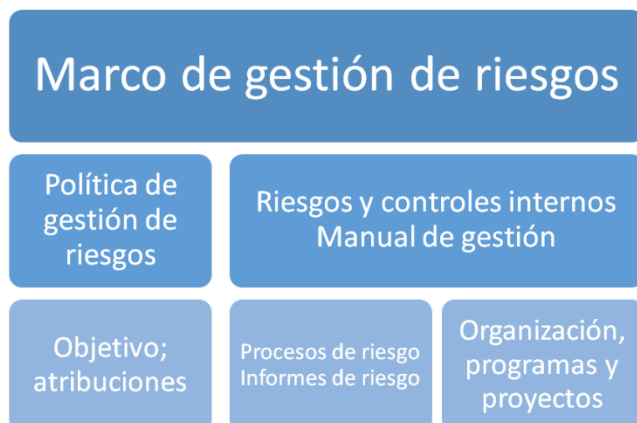 Marco de gestión de riesgos
Política de
gestión de
riesgos
Riesgos y controles internos
Manual de gestión
Objetivo;
atribuciones
Procesos de riesgo
Informes de riesgo
Organización,
programas y
proyectos